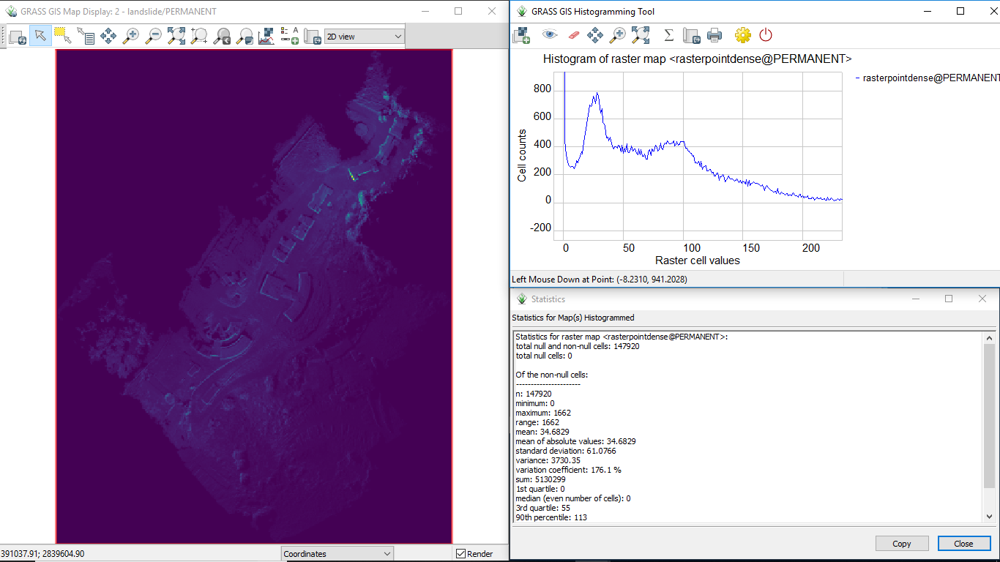 GRASS GIS Map Display: 2 - landslide/PERMANENT
A
2D view
391037.91; 2839604.90
Coordinates
Render
GRASS GIS Histogramming Tool
Histogram of raster map <rasterpointdense@PERMANENT>
rasterpointdense@PERMANENT
800
600
400
200
0
-200
Cell counts
0 50 100 150 200
Raster cell values
Left Mouse Down at Point: (-8.2310, 941.2028)
Statistics
Statistics for Map(s) Histogrammed
Statistics for raster map <rasterpointdense@PERMANENT>:
total null and non-null cells: 147920
total null cells: 0
Of the non-null cells:
----------------------
n: 147920
minimum: 0
maximum: 1662
range: 1662
mean: 34.6829
mean of absolute values: 34.6829
standard deviation: 61.0766
variance: 3730.35
variation coefficient: 176.1 %
sum: 5130299
1st quartile: 0
median (even number of cells): 0
3rd quartile: 55
90th percentile: 113
Copy
Close